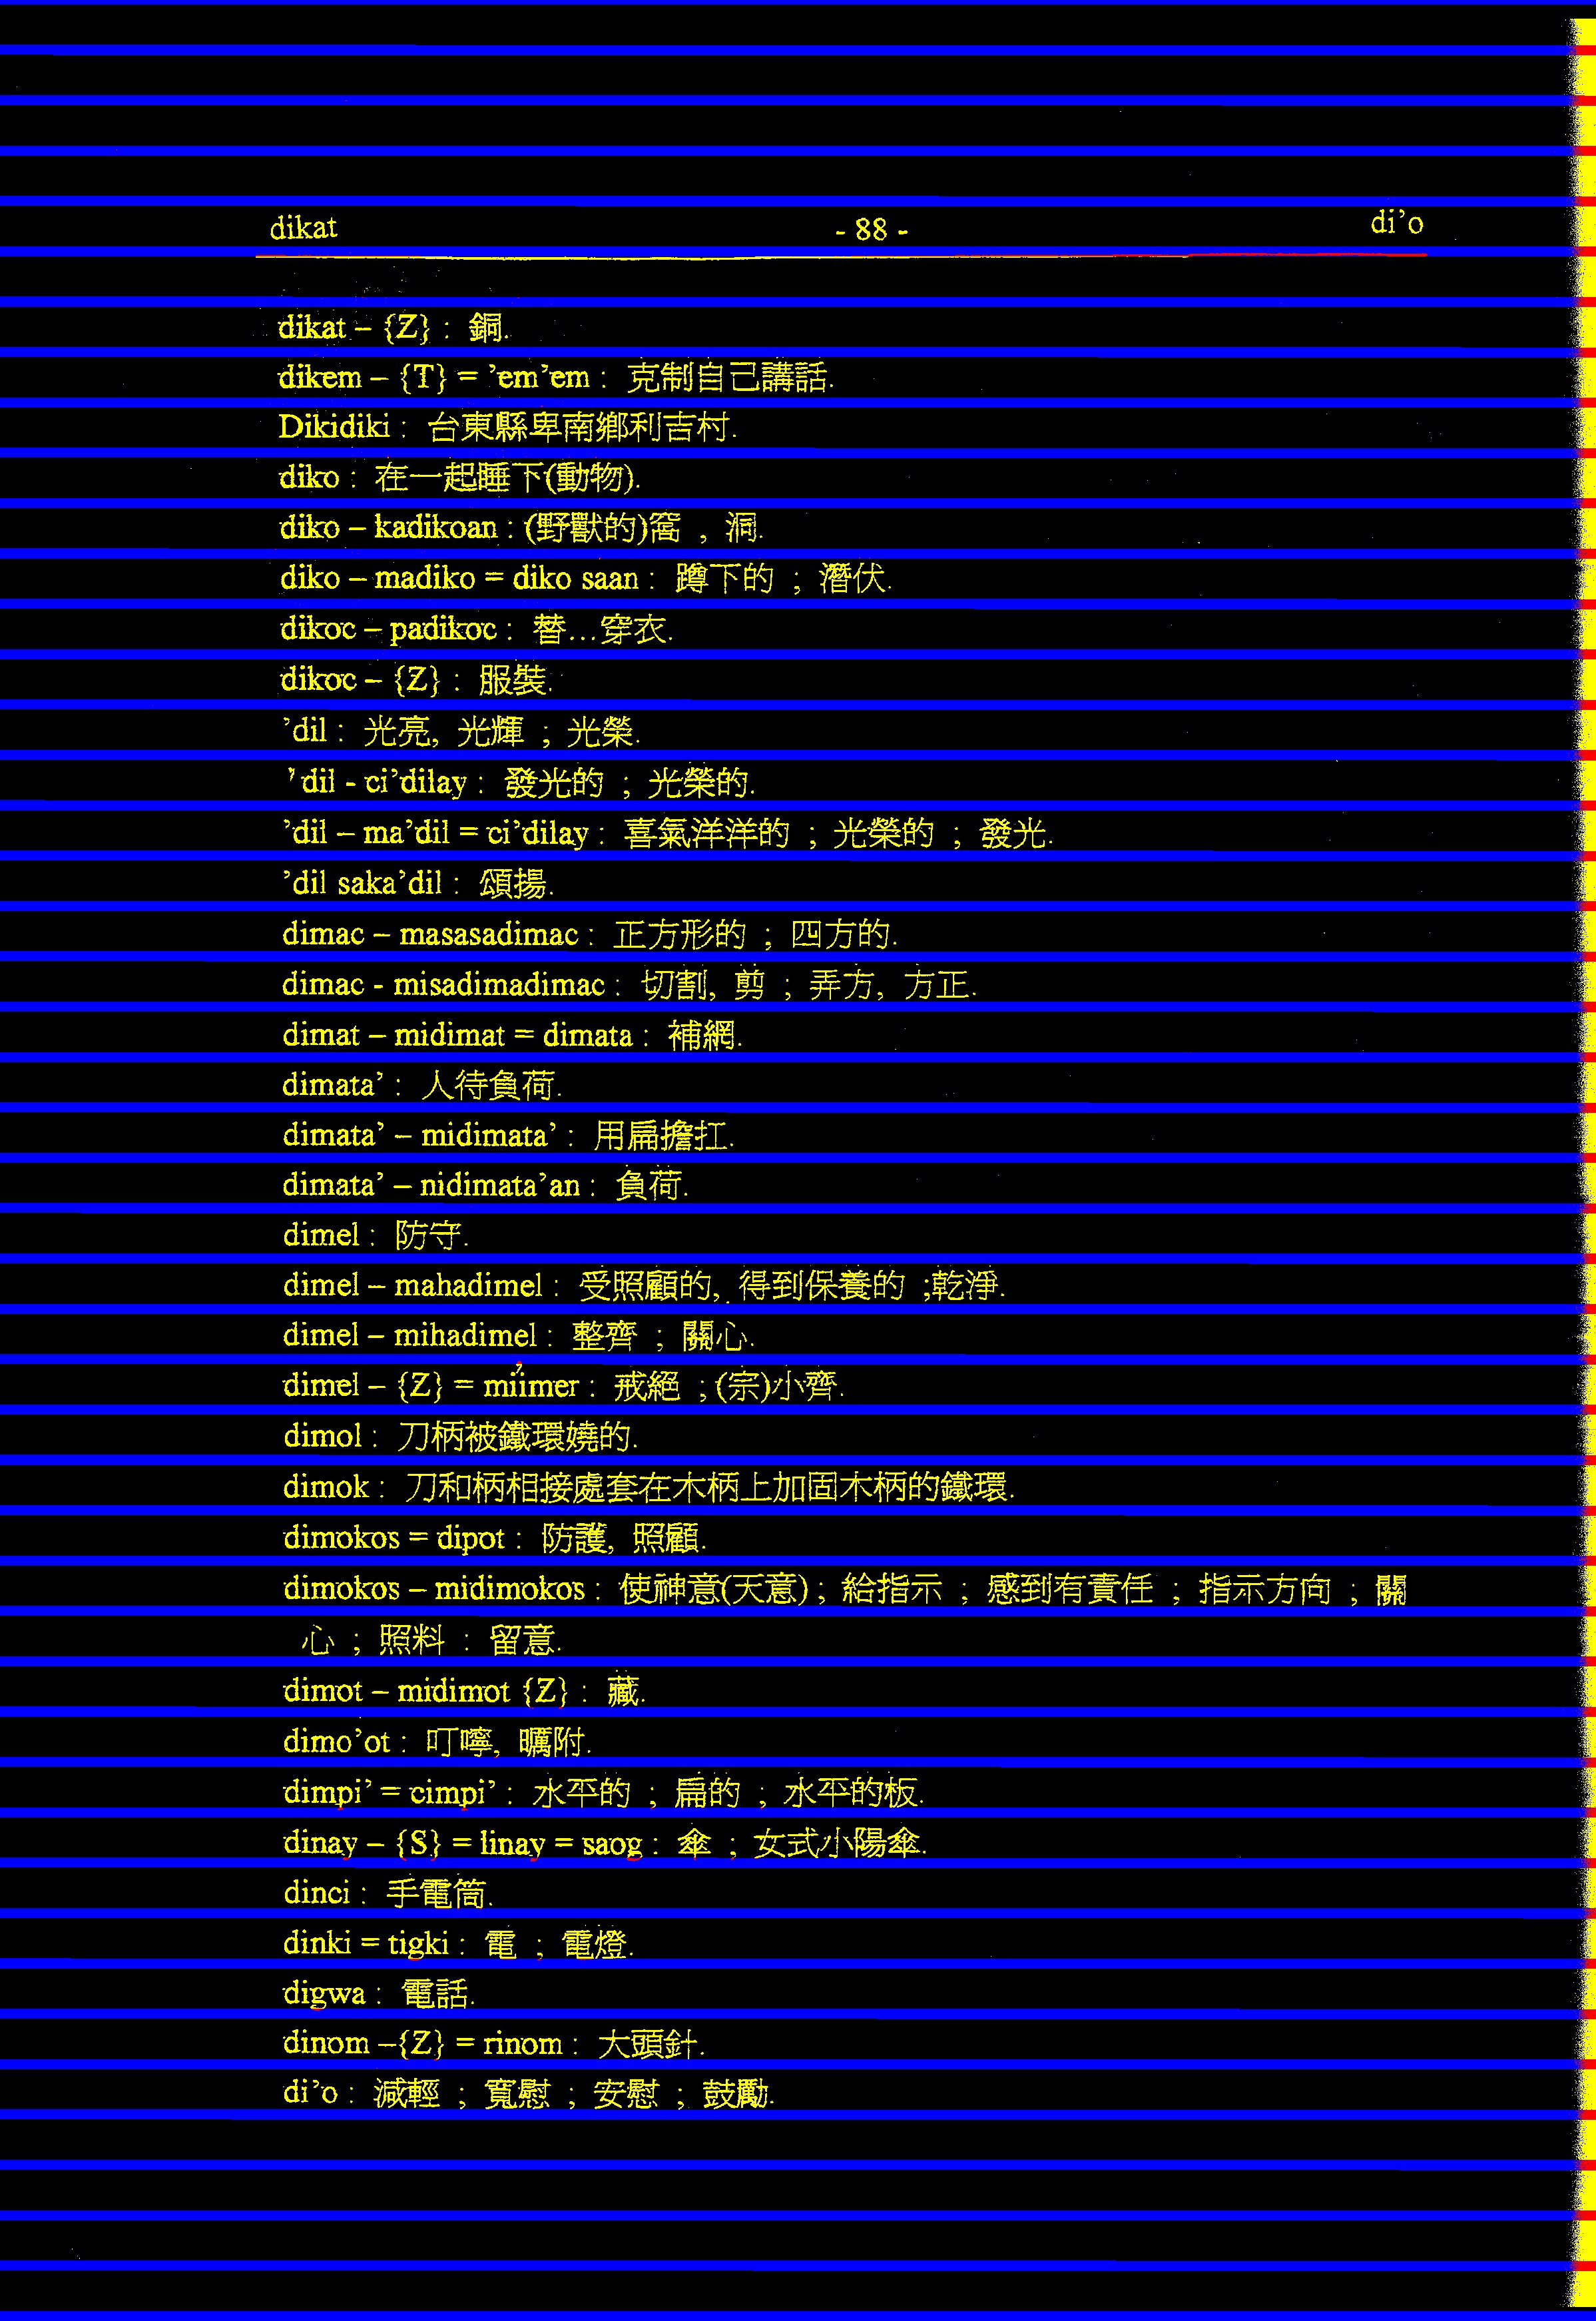 dikat - 88 - di’o
dikat – {Z} : 銅.
dikem – {T} = ’em’em : 克制自己講話.
Dikidiki : 台東縣卑南鄉利吉村.
diko : 在一起睡下(動物).
diko – kadikoan : (野獸的)窩 , 洞.
diko – madiko = diko saan : 蹲下的 ; 潛伏.
dikoc – padikoc : 替…穿衣.
dikoc – {Z} : 服裝.
’dil : 光亮, 光輝 ; 光榮.
’dil - ci’dilay : 發光的 ; 光榮的.
’dil – ma’dil = ci’dilay : 喜氣洋洋的 ; 光榮的 ; 發光.
’dil saka’dil : 頌揚.
dimac – masasadimac : 正方形的 ; 四方的.
dimac - misadimadimac : 切割, 剪 ; 弄方, 方正.
dimat – midimat = dimata : 補網.
dimata’ : 人待負荷.
dimata’ – midimata’ : 用扁擔扛.
dimata’ – nidimata’an : 負荷.
dimel : 防守.
dimel – mahadimel : 受照顧的, 得到保養的 ;乾淨.
dimel – mihadimel : 整齊 ; 關心.
dimel – {Z} = mi’imer : 戒絕 ; (宗)小齊.
dimol : 刀柄被鐵環嬈的.
dimok : 刀和柄相接處套在木柄上加固木柄的鐵環.
dimokos = dipot : 防護, 照顧.
dimokos – midimokos : 使神意(天意) ; 給指示 ; 感到有責任 ; 指示方向 ; 關
心 ; 照料 : 留意.
dimot – midimot {Z} : 藏.
dimo’ot : 叮嚀, 曯附.
dimpi’ = cimpi’ : 水平的 ; 扁的 ; 水平的板.
dinay – {S} = linay = saog : 傘 ; 女式小陽傘.
dinci : 手電筒.
dinki = tigki : 電 ; 電燈.
digwa : 電話.
dinom –{Z} = rinom : 大頭針.
di’o : 減輕 ; 寬慰 ; 安慰 ; 鼓勵.